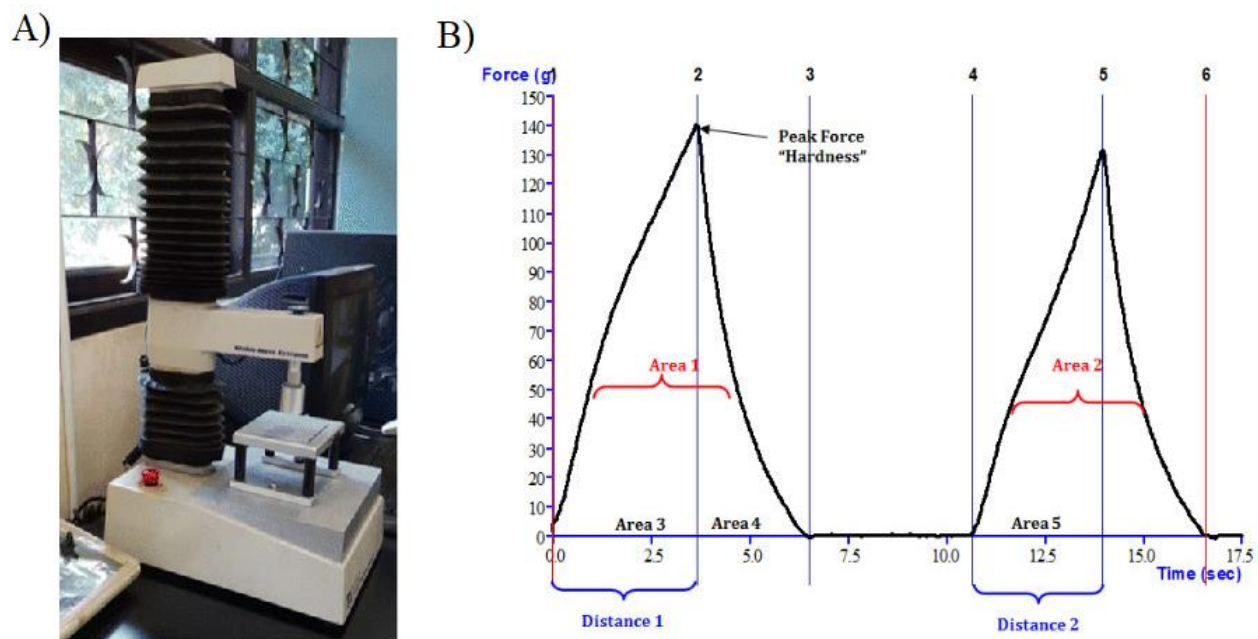 A)
B)
1 2 3 4 5 6
Force (g)
150
140
130
120
110
100
90
80
70
60
50
40
30
20
10
0
Peak Force
“Hardness”
Area 1
Area 2
Area 3 Area 4 Area 5
0.0 2.5 5.0 7.5 10.0 12.5 15.0 17.5
Time (sec)
Distance 1
Distance 2